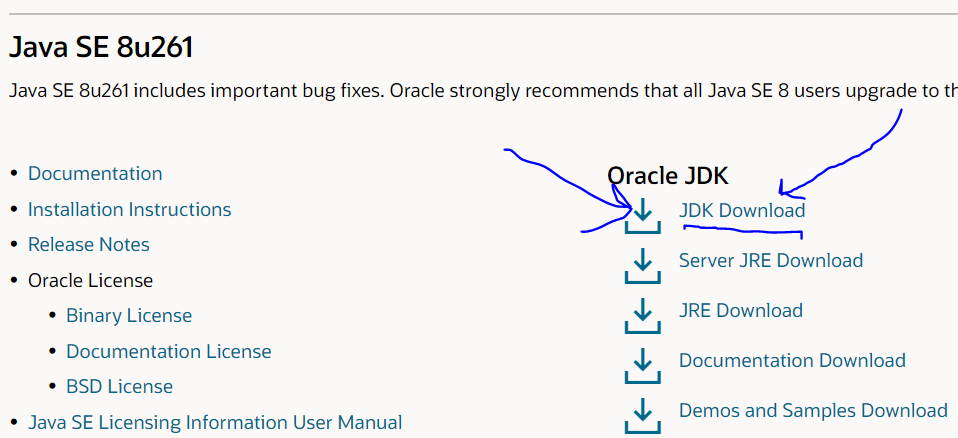 Java SE 8u261
Java SE 8u261 includes important bug fixes. Oracle strongly recommends that all Java SE 8 users upgrade to th
Documentation
Installation Instructions
Release Notes
Oracle License
Binary License
Documentation License
BSD License
Java SE Licensing Information User Manual
Oracle JDK
JDK Download
Server JRE Download
JRE Download
Documentation Download
Demos and Samples Download